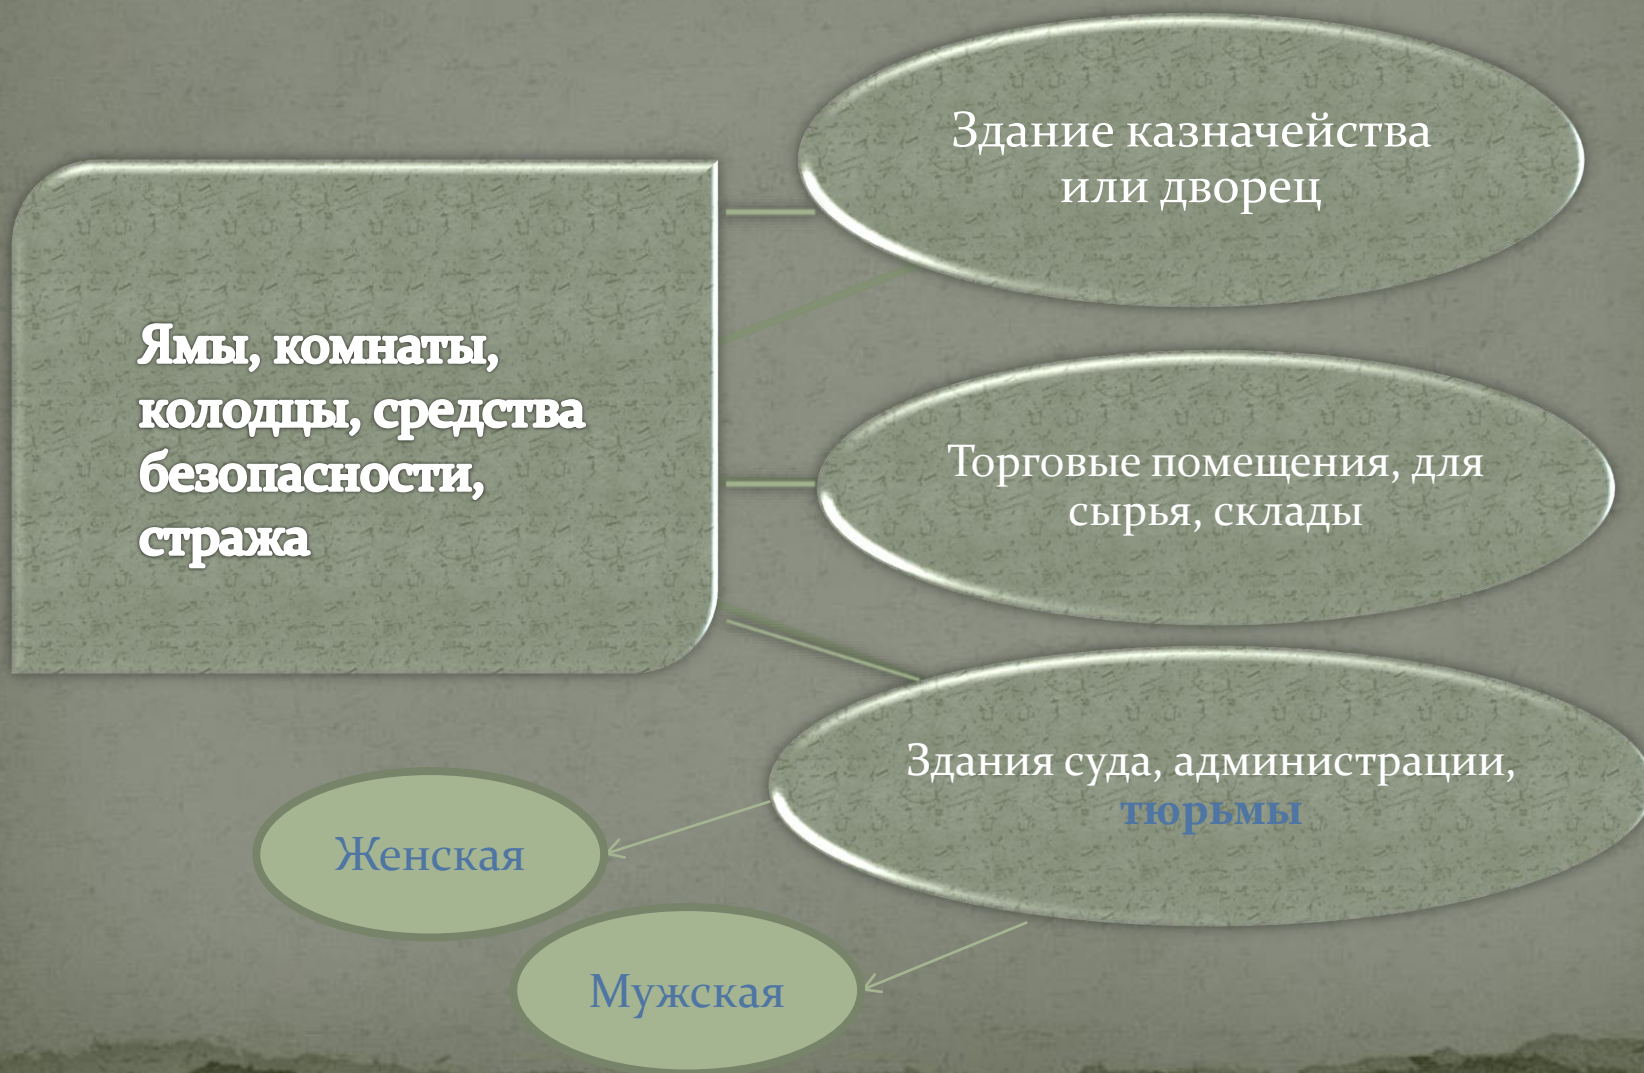 Здание казначейства
или дворец
Ямы, комнаты,
колодцы, средства
безопасности,
стража
Торговые помещения, для
сырья, склады
Здания суда, администрации,
тюрьмы
Женская
Мужская